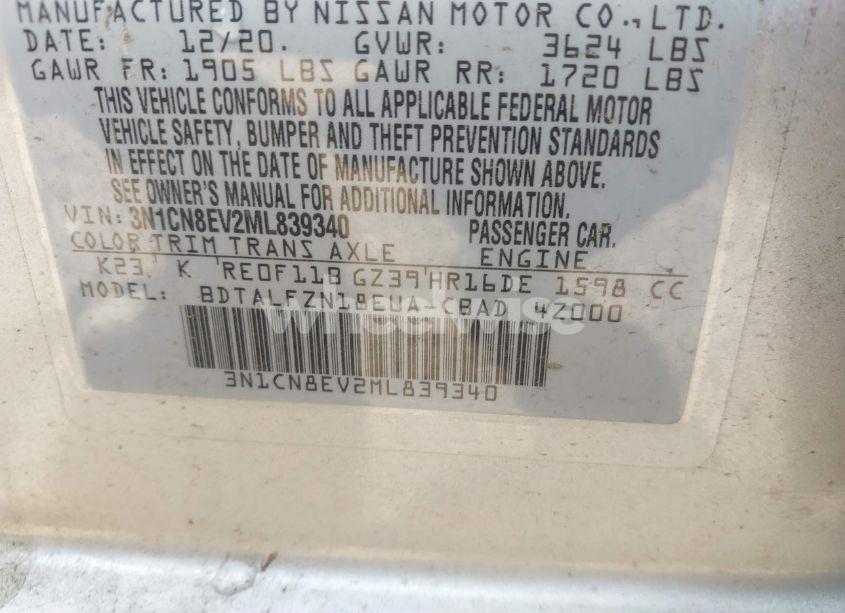 MANUFACTURED BY NISSAN MOTOR CO.,LTD.
DATE: 12/20. GVWR: 3624 LBS
GAWR FR: 1905 LBS GAWR RR: 1720 LBS
THIS VEHICLE CONFORMS TO ALL APPLICABLE FEDERAL MOTOR
VEHICLE SAFETY, BUMPER AND THEFT PREVENTION STANDARDS
IN EFFECT ON THE DATE OF MANUFACTURE SHOWN ABOVE.
SEE OWNER'S MANUAL FOR ADDITIONAL INFORMATION.
VIN: 3N1CN8EV2ML839340 PASSENGER CAR.
COLOR TRIM TRANS AXLE ENGINE
K23 K RE0F11B GZ39 HR16DE 1598 CC
MODEL: BDTALFZN18EUA-CBAD 4Z000
3N1CN8EV2ML839340